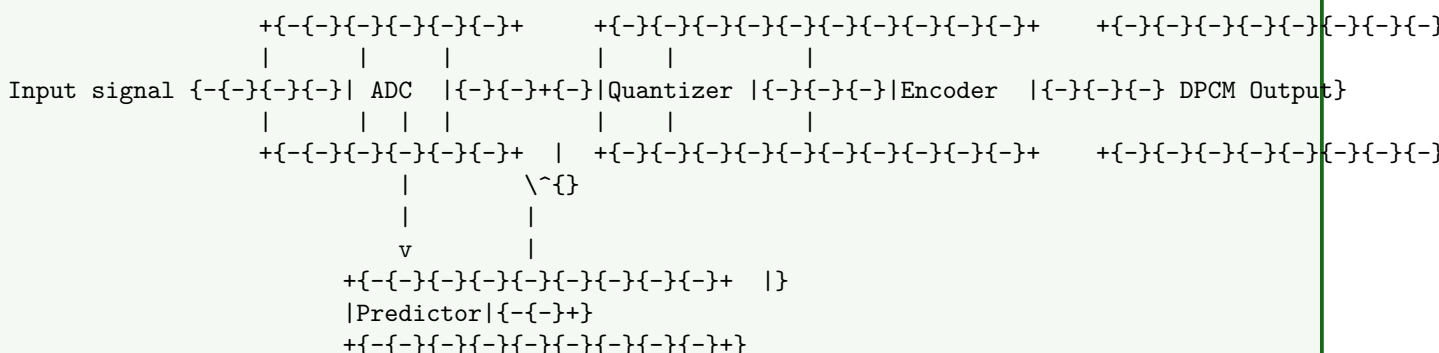 +{-{-}{-}{-}{-}{-}+ +{-}{-}{-}{-}{-}{-}{-}{-}{-}{-}+ +{-}{-}{-}{-}{-}{-}{-}{-}
| | | | | |
Input signal {-{-}{-}{-}| ADC |{-}{-}+{-}|Quantizer |{-}{-}{-}|Encoder |{-}{-}{-} DPCM Output}
| | | | | | |
+{-{-}{-}{-}{-}{-}+ | +{-}{-}{-}{-}{-}{-}{-}{-}{-}{-}+ +{-}{-}{-}{-}{-}{-}{-}{-}
| \^{}
| |
v |
+{-{-}{-}{-}{-}{-}{-}{-}{-}+ |}
|Predictor|{-{-}+}
+{-{-}{-}{-}{-}{-}{-}{-}{-}+}